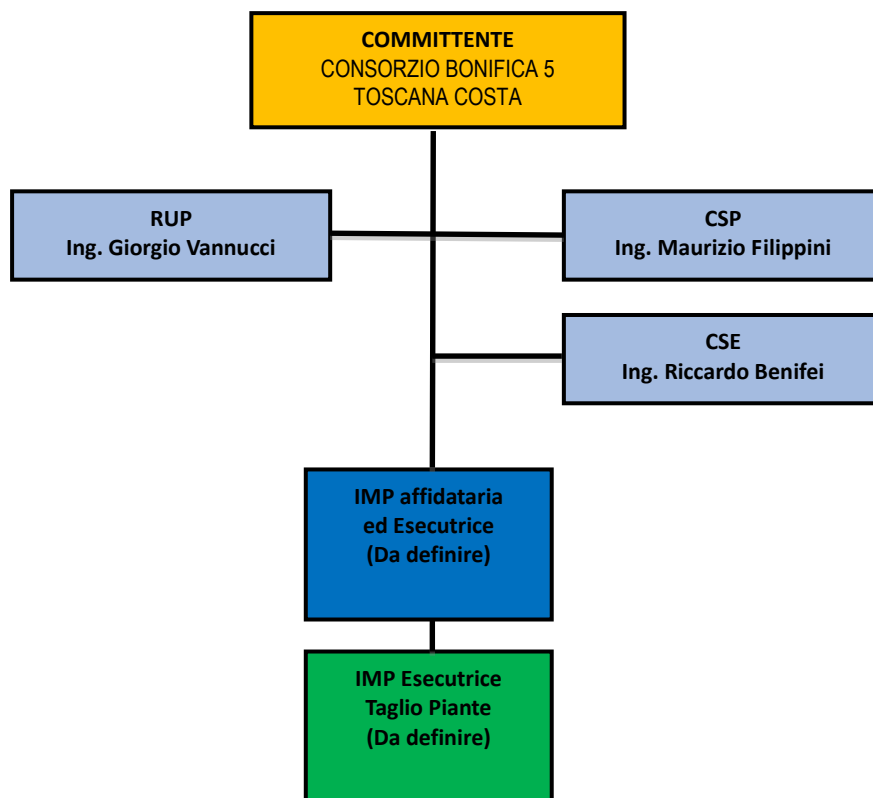 COMMITTENTE
CONSORZIO BONIFICA 5
TOSCANA COSTA
RUP
Ing. Giorgio Vannucci
CSP
Ing. Maurizio Filippini
CSE
Ing. Riccardo Benifei
IMP affidataria
ed Esecutrice
(Da definire)
IMP Esecutrice
Taglio Piante
(Da definire)